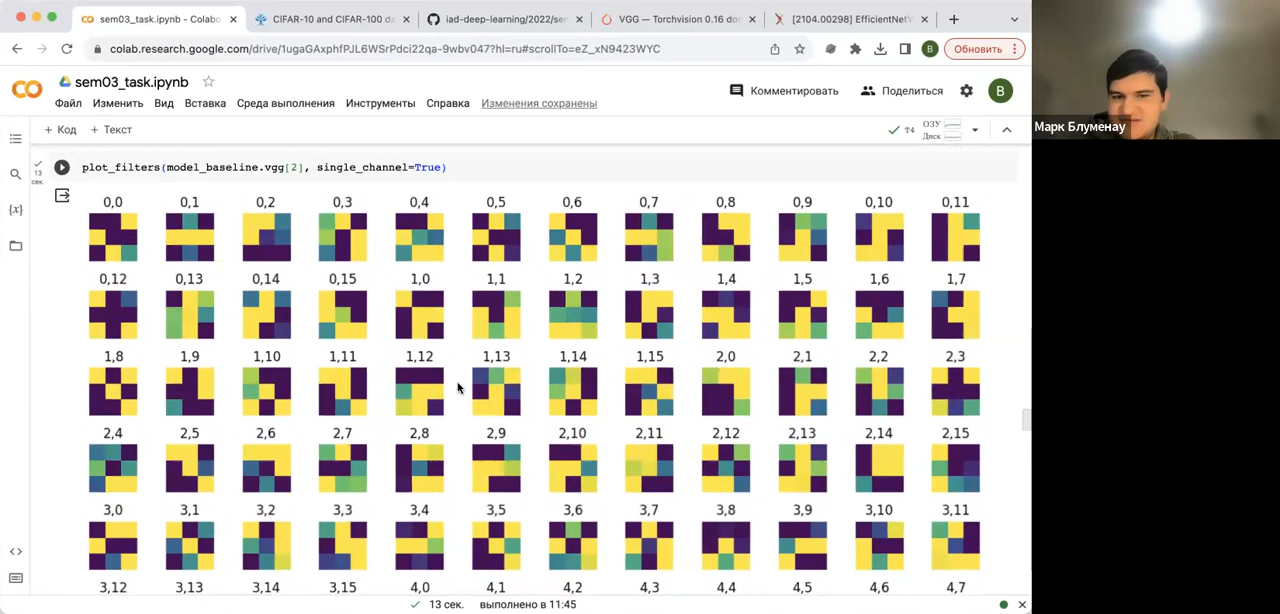 sem03_task.ipynb - Colabo
CIFAR-10 and CIFAR-100 da
iad-deep-learning/2022/sem
VGG — Torchvision 0.16 do
[2104.00298] EfficientNetV
colab.research.google.com/drive/1ugaGAxphfPJL6WSrPdci22qa-9wbv047?hl=ru#scrollTo=eZ_xN9423WYC
B
Обновить
sem03_task.ipynb
Комментировать
Поделиться
B
Файл Изменить Вид Вставка Среда выполнения Инструменты Справка Изменения сохранены
+ Код + Текст
T4
ОЗУ
Диск
Марк Блуменау
13
сек.
plot_filters(model_baseline.vgg[2], single_channel=True)
0,0 0,1 0,2 0,3 0,4 0,5 0,6 0,7 0,8 0,9 0,10 0,11
0,12 0,13 0,14 0,15 1,0 1,1 1,2 1,3 1,4 1,5 1,6 1,7
1,8 1,9 1,10 1,11 1,12 1,13 1,14 1,15 2,0 2,1 2,2 2,3
2,4 2,5 2,6 2,7 2,8 2,9 2,10 2,11 2,12 2,13 2,14 2,15
3,0 3,1 3,2 3,3 3,4 3,5 3,6 3,7 3,8 3,9 3,10 3,11
3,12 3,13 3,14 3,15 4,0 4,1 4,2 4,3 4,4 4,5 4,6 4,7
13 сек. выполнено в 11:45